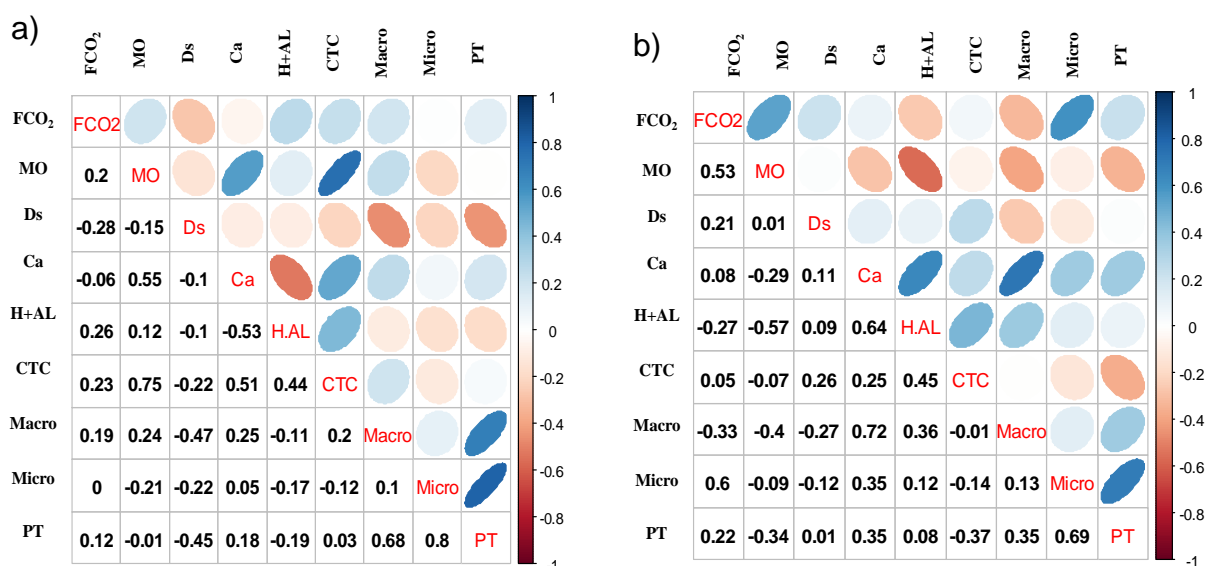 a)
FCO₂ MO Ds Ca H+AL CTC Macro Micro PT
FCO₂ FCO2
MO 0.2 MO
Ds -0.28 -0.15 Ds
Ca -0.06 0.55 -0.1 Ca
H+AL 0.26 0.12 -0.1 -0.53 H.AL
CTC 0.23 0.75 -0.22 0.51 0.44 CTC
Macro 0.19 0.24 -0.47 0.25 -0.11 0.2 Macro
Micro 0 -0.21 -0.22 0.05 -0.17 -0.12 0.1 Micro
PT 0.12 -0.01 -0.45 0.18 -0.19 0.03 0.68 0.8 PT
1
0.8
0.6
0.4
0.2
0
-0.2
-0.4
-0.6
-0.8
-1
b)
FCO₂ MO Ds Ca H+AL CTC Macro Micro PT
FCO₂ FCO2
MO 0.53 MO
Ds 0.21 0.01 Ds
Ca 0.08 -0.29 0.11 Ca
H+AL -0.27 -0.57 0.09 0.64 H.AL
CTC 0.05 -0.07 0.26 0.25 0.45 CTC
Macro -0.33 -0.4 -0.27 0.72 0.36 -0.01 Macro
Micro 0.6 -0.09 -0.12 0.35 0.12 -0.14 0.13 Micro
PT 0.22 -0.34 0.01 0.35 0.08 -0.37 0.35 0.69 PT
1
0.8
0.6
0.4
0.2
0
-0.2
-0.4
-0.6
-0.8
-1